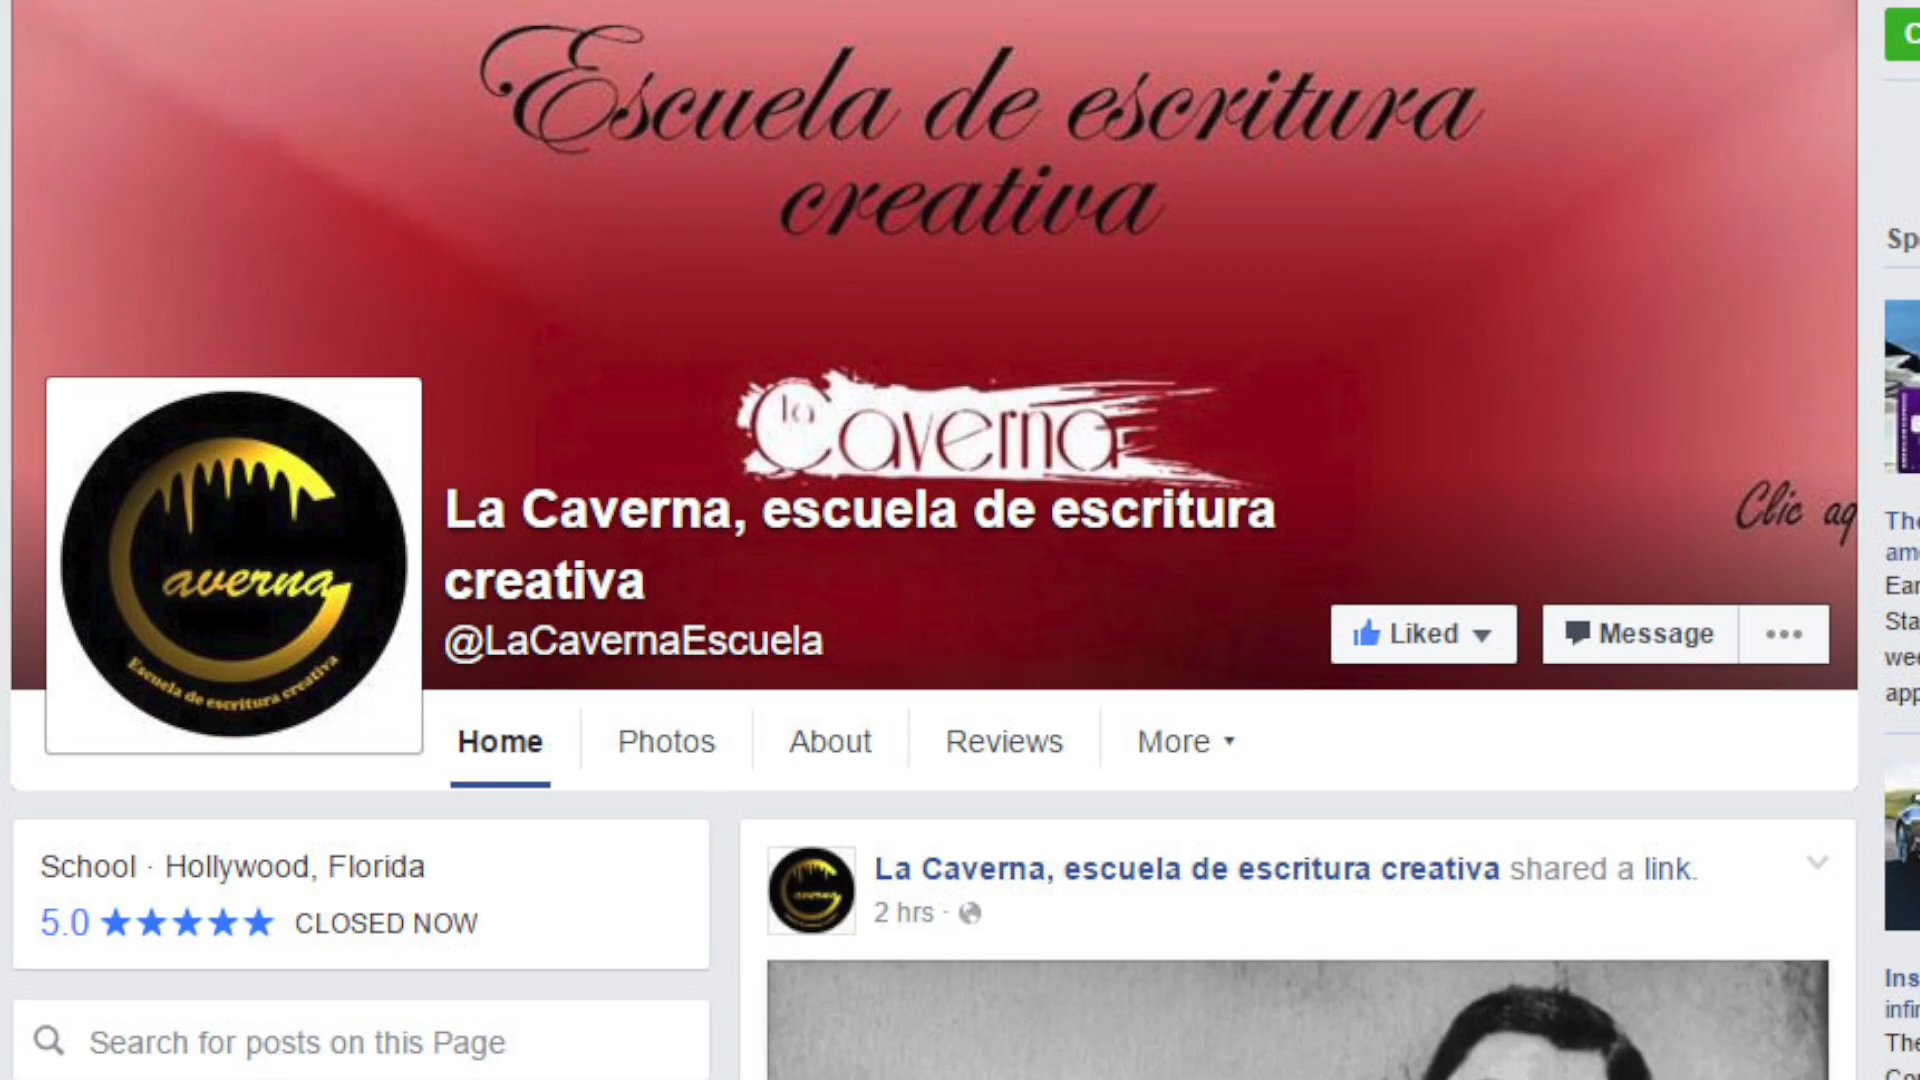 Escuela de escritura
creativa
la
Caverna
Caverna
Escuela de escritura creativa
La Caverna, escuela de escritura
creativa
@LaCavernaEscuela
Clic aq
Liked
Message
Home
Photos
About
Reviews
More
School · Hollywood, Florida
5.0 ★★★★★ CLOSED NOW
Search for posts on this Page
La Caverna, escuela de escritura creativa shared a link.
2 hrs ·